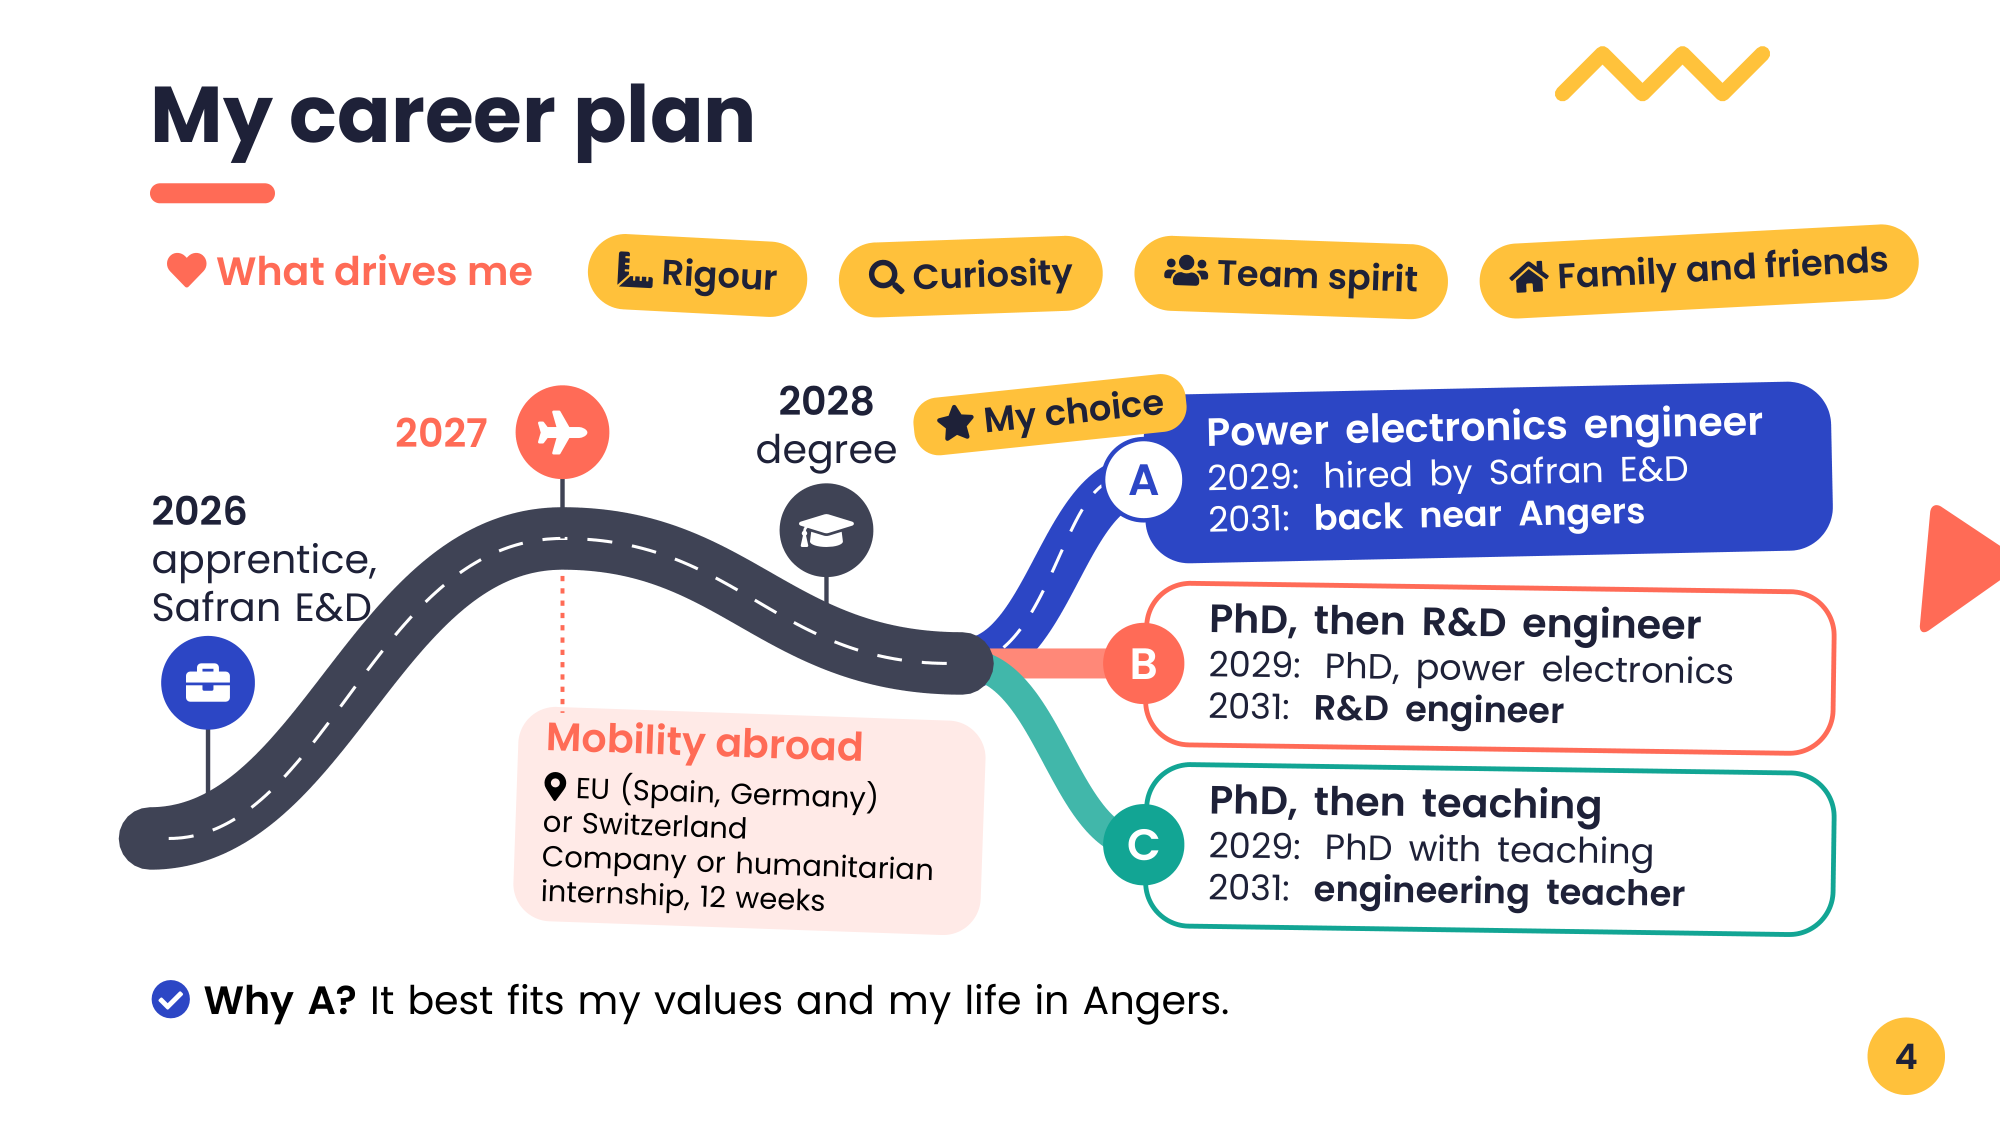 My career plan
What drives me
Rigour
Curiosity
Team spirit
Family and friends
2026
apprentice,
Safran E&D
2027
2028
degree
Mobility abroad
EU (Spain, Germany)
or Switzerland
Company or humanitarian
internship, 12 weeks
My choice
A
Power electronics engineer
2029: hired by Safran E&D
2031: back near Angers
B
PhD, then R&D engineer
2029: PhD, power electronics
2031: R&D engineer
C
PhD, then teaching
2029: PhD with teaching
2031: engineering teacher
Why A? It best fits my values and my life in Angers.
4